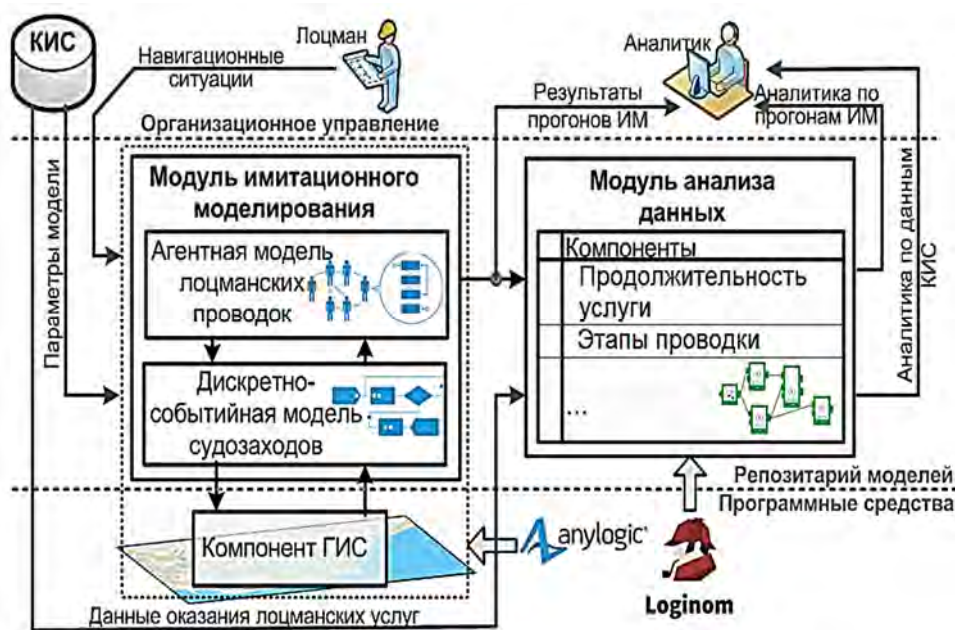 КИС
Лоцман
Навигационные
ситуации
Аналитик
Результаты
прогонов ИМ
Аналитика по
прогонам ИМ
Организационное управление
Параметры модели
Модуль имитационного
моделирования
Агентная модель
лоцманских
проводок
Дискретно-
событийная модель
судозаходов
Модуль анализа
данных
Компоненты
Продолжительность
услуги
Этапы проводки
...
Аналитика по данным
КИС
Репозитарий моделей
Программные средства
Компонент ГИС
anylogic
Loginom
Данные оказания лоцманских услуг